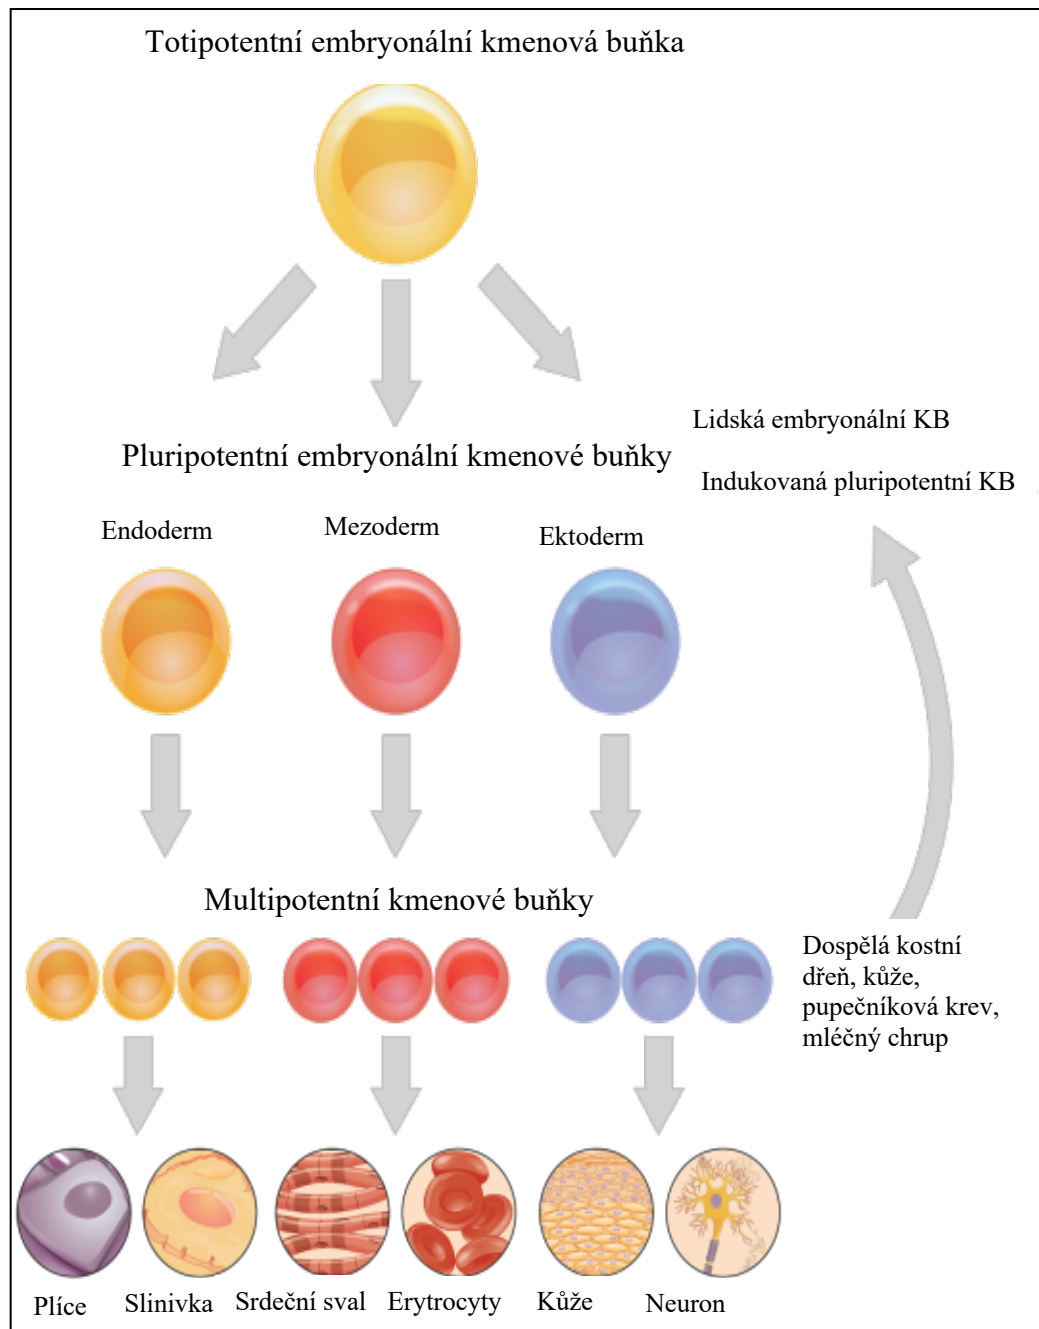 Totipotentní embryonální kmenová buňka
Lidská embryonální KB
Pluripotentní embryonální kmenové buňky
Indukovaná pluripotentní KB
Endoderm
Mezoderm
Ektoderm
Multipotentní kmenové buňky
Dospělá kostní
dřeň, kůže,
pupečníková krev,
mléčný chrup
Plíce
Slinivka
Srdeční sval
Erytrocyty
Kůže
Neuron